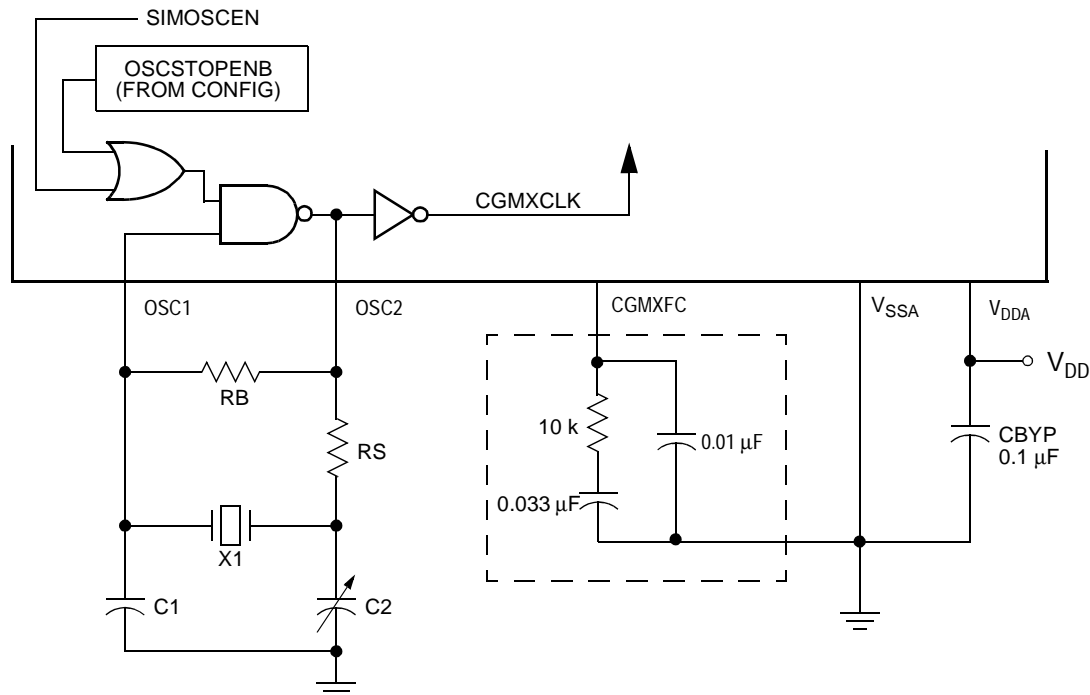 SIMOSCEN
OSCSTOPENB
(FROM CONFIG)
CGMXCLK
OSC1
OSC2
CGMXFC
VSSA
VDDA
VDD
RB
10 k
0.01 μF
CBYP
0.1 μF
RS
0.033 μF
X1
C1
C2